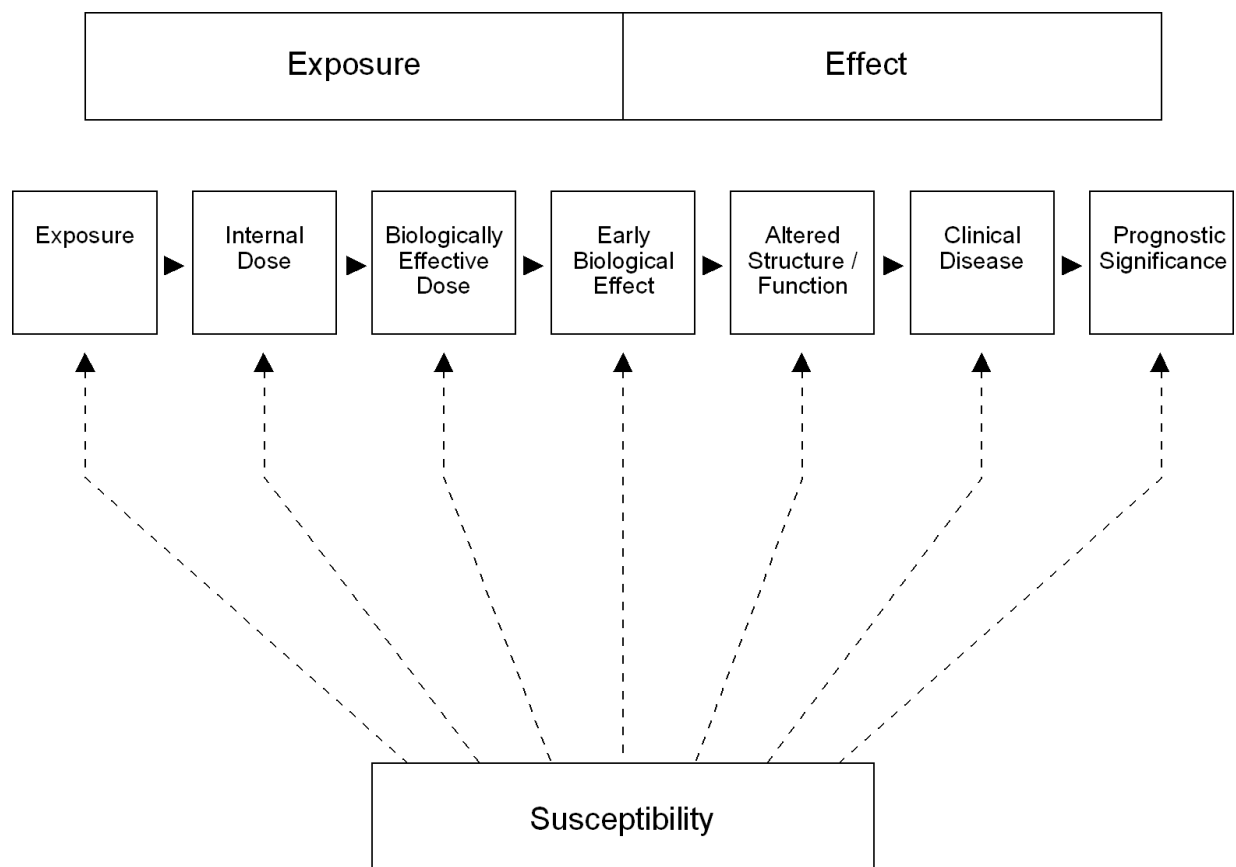 Exposure
Effect
Exposure
Internal
Dose
Biologically
Effective
Dose
Early
Biological
Effect
Altered
Structure /
Function
Clinical
Disease
Prognostic
Significance
Susceptibility